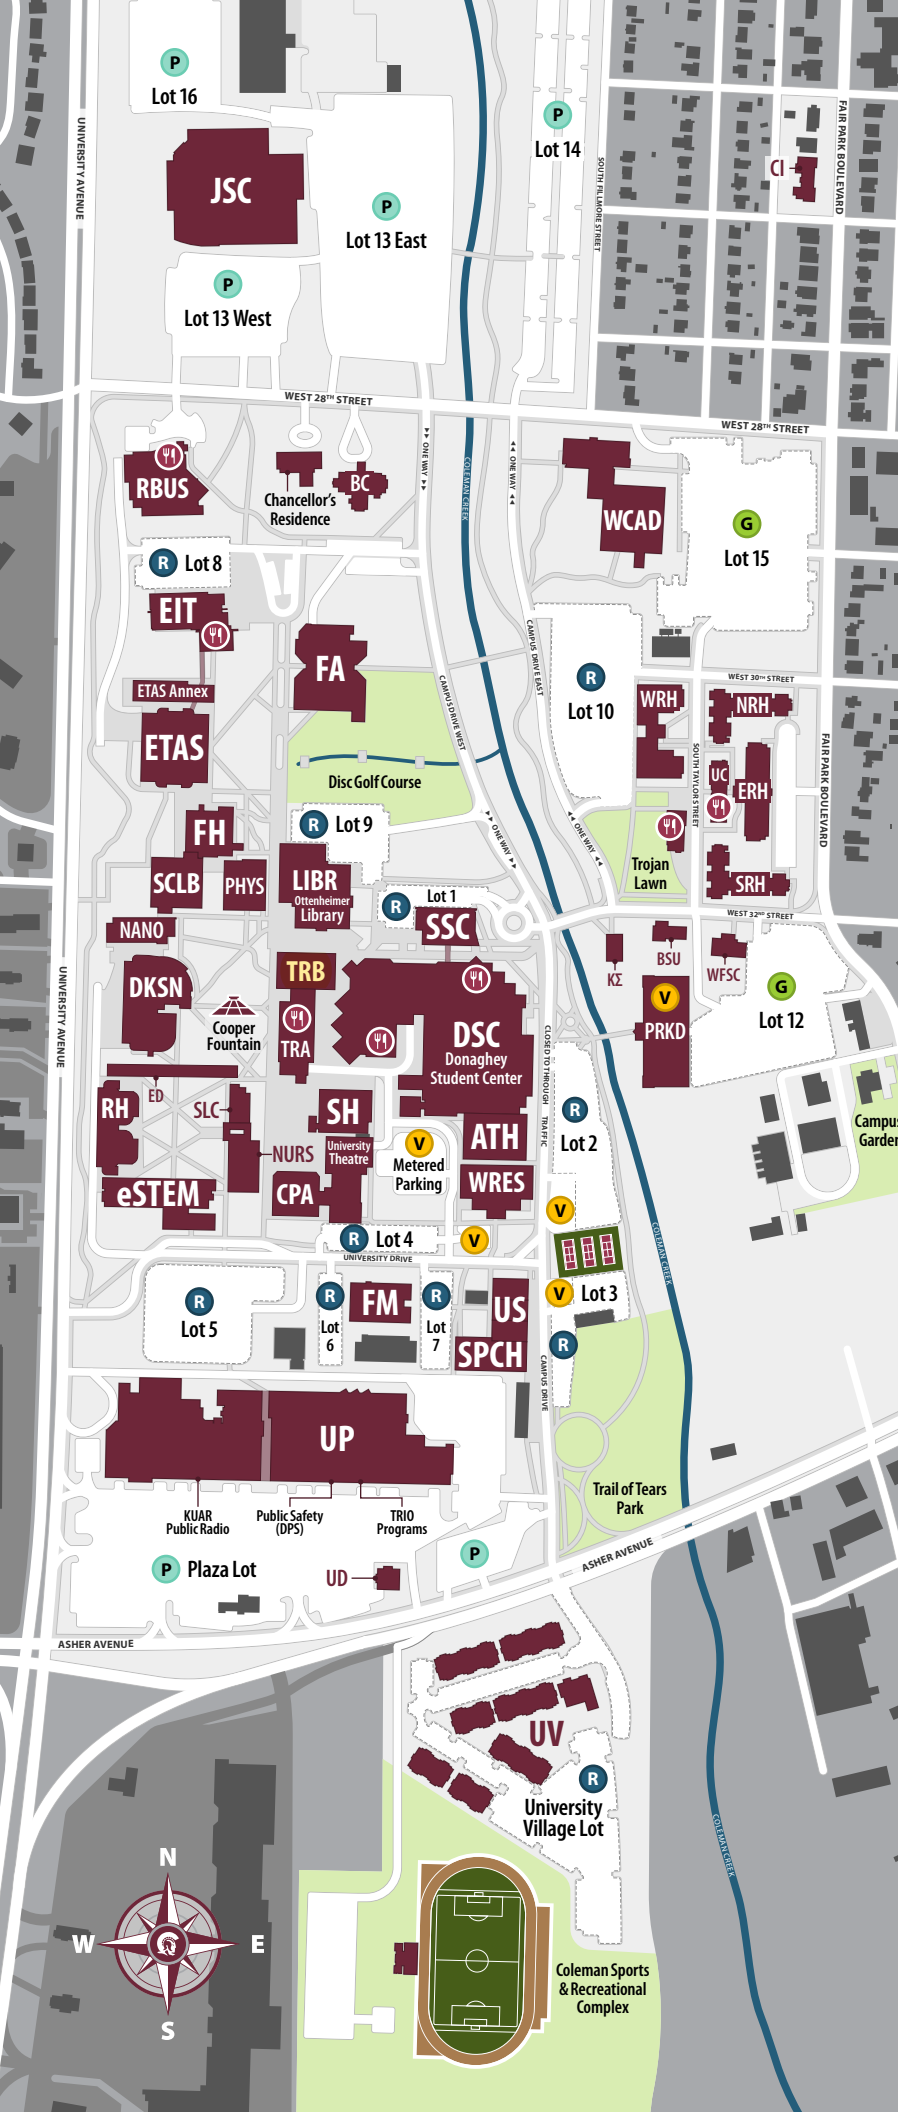 P
Lot 16
P
Lot 14
UNIVERSITY AVENUE
FAIR PARK BOULEVARD
CI
SOUTH FILLMORE STREET
JSC
P
Lot 13 East
P
Lot 13 West
WEST 28TH STREET
WEST 28TH STREET
ONE WAY
ONE WAY
COLEMAN CREEK
RBUS
Chancellor's
Residence
BC
WCAD
G
Lot 15
R
Lot 8
EIT
FA
CAMPUS DRIVE EAST
R
Lot 10
WEST 30TH STREET
ETAS Annex
WRH
NRH
CAMPUS DRIVE WEST
ETAS
SOUTH TAYLOR STREET
UC
ERH
FAIR PARK BOULEVARD
Disc Golf Course
R
Lot 9
FH
ONE WAY
ONE WAY
Trojan
Lawn
SCLB
PHYS
LIBR
Ottenheimer
Library
SRH
R
Lot 1
SSC
WEST 32ND STREET
NANO
KΣ
BSU
WFSC
UNIVERSITY AVENUE
TRB
DKSN
G
Lot 12
V
PRKD
Cooper
Fountain
TRA
DSC
Donaghey
Student Center
CLOSED TO THROUGH TRAFFIC
ED
RH
SLC
SH
R
Lot 2
Campus
Garden
ATH
V
Metered
Parking
University
Theatre
NURS
eSTEM
CPA
WRES
V
COLEMAN CREEK
R
Lot 4
V
UNIVERSITY DRIVE
R
Lot 5
R
Lot
6
FM
R
Lot
7
US
V
Lot 3
SPCH
R
CAMPUS DRIVE
UP
KUAR
Public Radio
Public Safety
(DPS)
TRIO
Programs
Trail of Tears
Park
P
Plaza Lot
P
UD
ASHER AVENUE
ASHER AVENUE
UV
R
University
Village Lot
COLEMAN CREEK
N
W
E
S
Coleman Sports
& Recreational
Complex